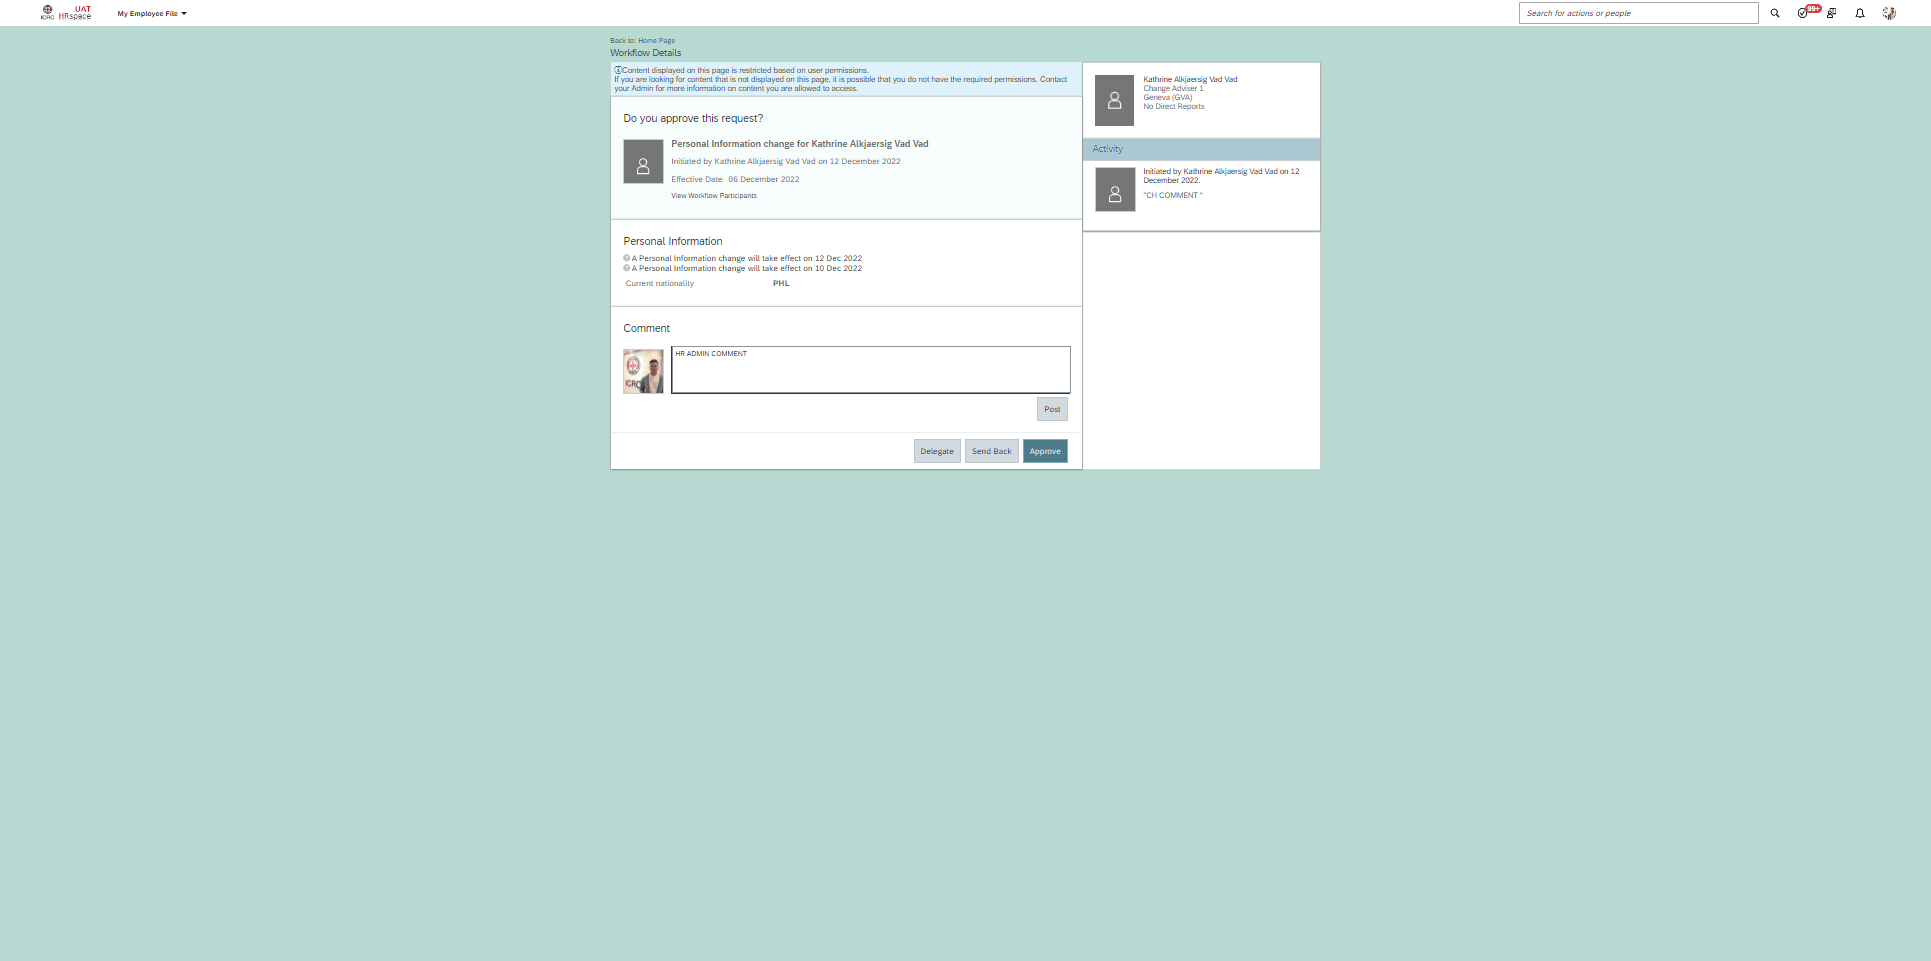 ICRC
UAT
HRspace
My Employee File
Search for actions or people
99+
Back to: Home Page
Workflow Details
Content displayed on this page is restricted based on user permissions.
If you are looking for content that is not displayed on this page, it is possible that you do not have the required permissions. Contact
your Admin for more information on content you are allowed to access.
Do you approve this request?
Personal Information change for Kathrine Alkjaersig Vad Vad
Initiated by Kathrine Alkjaersig Vad Vad on 12 December 2022
Effective Date 06 December 2022
View Workflow Participants
Personal Information
A Personal Information change will take effect on 12 Dec 2022
A Personal Information change will take effect on 10 Dec 2022
Current nationality PHL
Comment
ICRC
HR ADMIN COMMENT
Post
Delegate Send Back Approve
Kathrine Alkjaersig Vad Vad
Change Adviser 1
Geneva (GVA)
No Direct Reports
Activity
Initiated by Kathrine Alkjaersig Vad Vad on 12
December 2022.
"CH COMMENT "